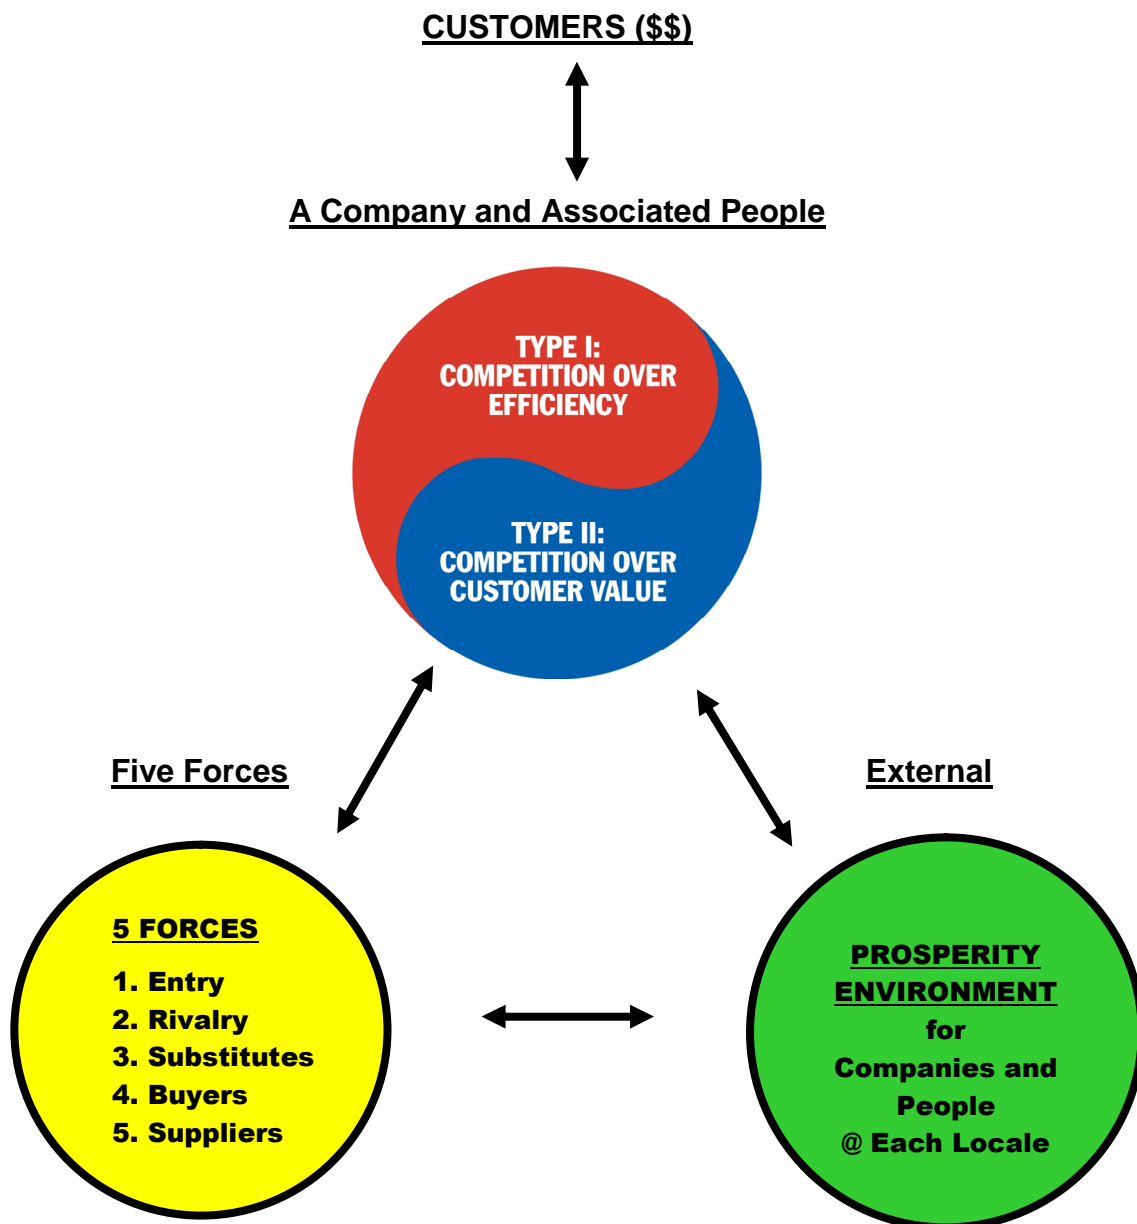 CUSTOMERS ($$)
A Company and Associated People
TYPE I:
COMPETITION OVER
EFFICIENCY
TYPE II:
COMPETITION OVER
CUSTOMER VALUE
Five Forces
External
5 FORCES
1. Entry
2. Rivalry
3. Substitutes
4. Buyers
5. Suppliers
PROSPERITY
ENVIRONMENT
for
Companies and
People
@ Each Locale